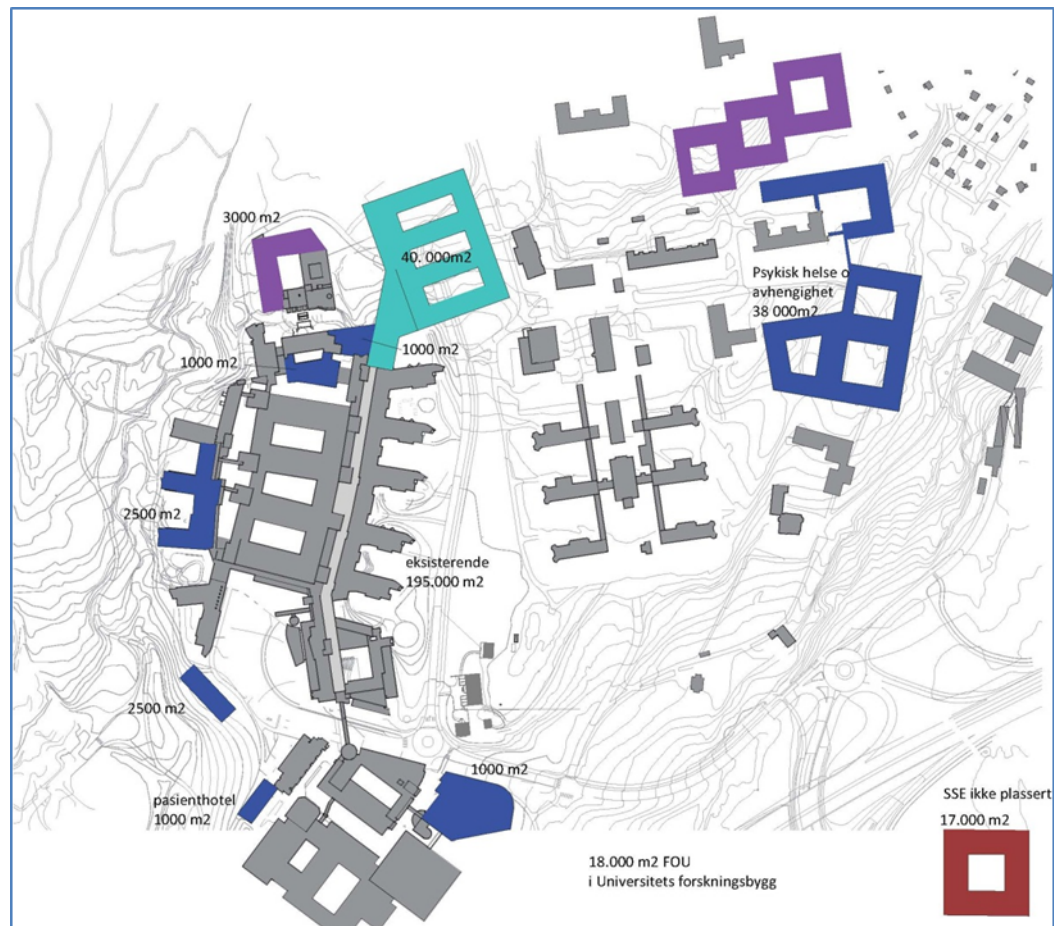 3000 m2
40. 000m2
Psykisk helse o
avhengighet
38 000m2
1000 m2
1000 m2
2500 m2
eksisterende
195.000 m2
2500 m2
1000 m2
pasienthotel
1000 m2
SSE ikke plassert
17.000 m2
18.000 m2 FOU
i Universitets forskningsbygg